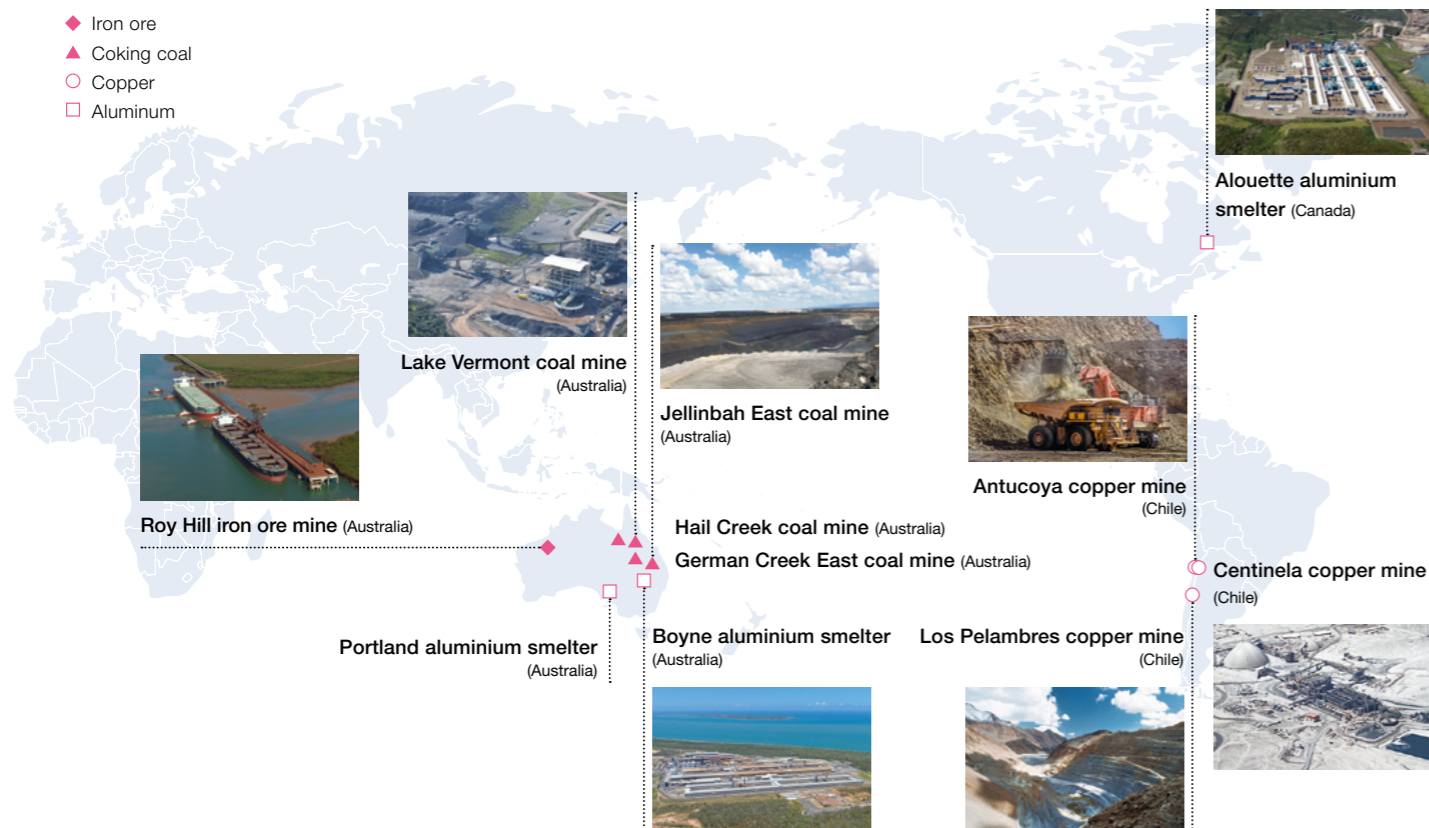 Iron ore
Coking coal
Copper
Aluminum
Alouette aluminium
smelter (Canada)
Lake Vermont coal mine
(Australia)
Jellinbah East coal mine
(Australia)
Antucoya copper mine
(Chile)
Roy Hill iron ore mine (Australia)
Hail Creek coal mine (Australia)
German Creek East coal mine (Australia)
Centinela copper mine
(Chile)
Portland aluminium smelter
(Australia)
Boyne aluminium smelter
(Australia)
Los Pelambres copper mine
(Chile)